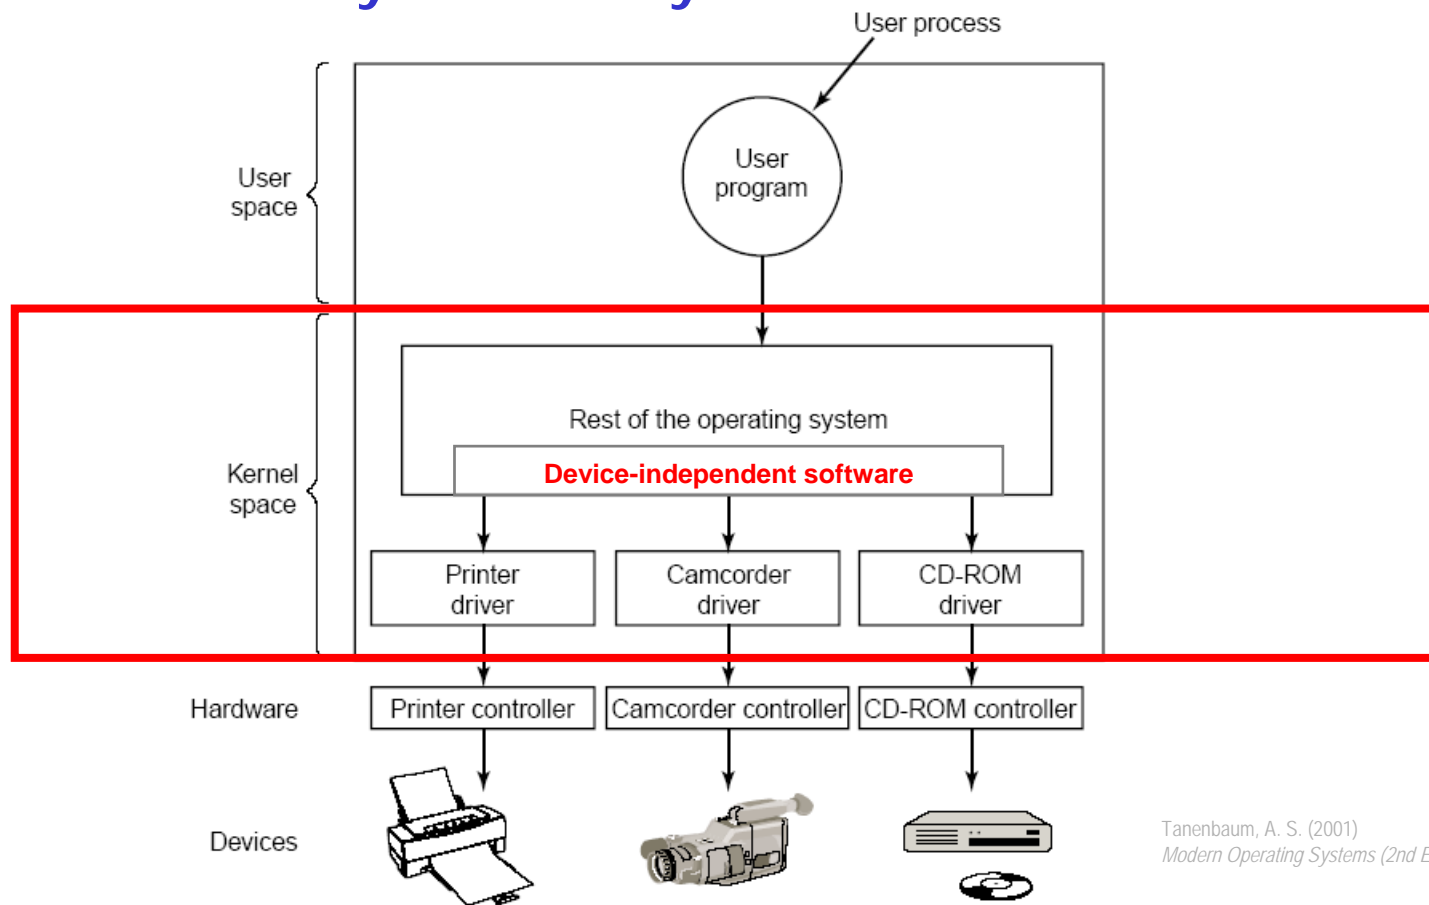 User process
User
program
User
space
Rest of the operating system
Device-independent software
Kernel
space
Printer
driver
Camcorder
driver
CD-ROM
driver
Hardware
Printer controller
Camcorder controller
CD-ROM controller
Devices
Tanenbaum, A. S. (2001)
Modern Operating Systems (2nd